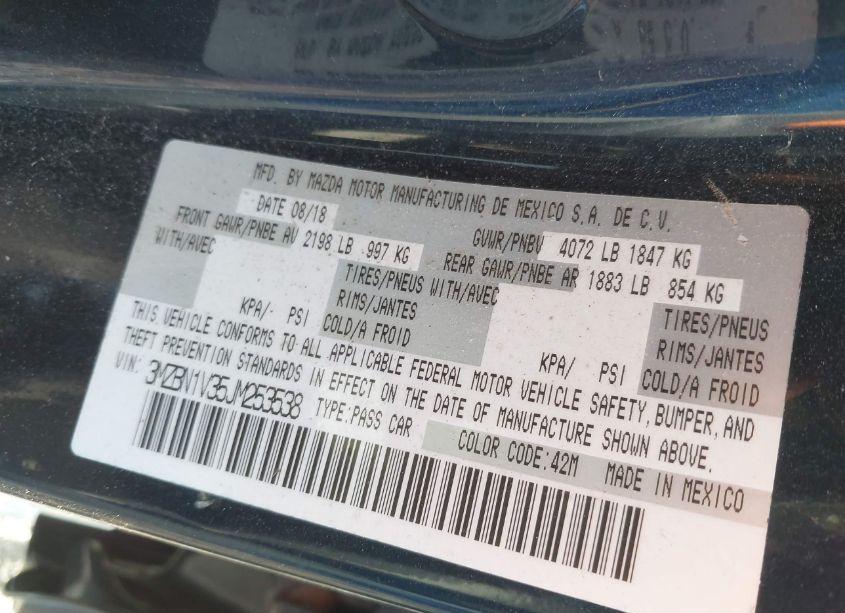 MFD. BY MAZDA MOTOR MANUFACTURING DE MEXICO S.A. DE C.V.
DATE 08/18 GVWR/PNBV 4072 LB 1847 KG
FRONT GAWR/PNBE AV 2198 LB 997 KG REAR GAWR/PNBE AR 1883 LB 854 KG
WITH/AVEC TIRES/PNEUS WITH/AVEC TIRES/PNEUS
RIMS/JANTES RIMS/JANTES
KPA/ PSI COLD/A FROID KPA/ PSI COLD/A FROID
THIS VEHICLE CONFORMS TO ALL APPLICABLE FEDERAL MOTOR VEHICLE SAFETY, BUMPER, AND
THEFT PREVENTION STANDARDS IN EFFECT ON THE DATE OF MANUFACTURE SHOWN ABOVE.
VIN: 3MZBN1V35JM253538 TYPE:PASS CAR COLOR CODE:42M MADE IN MEXICO